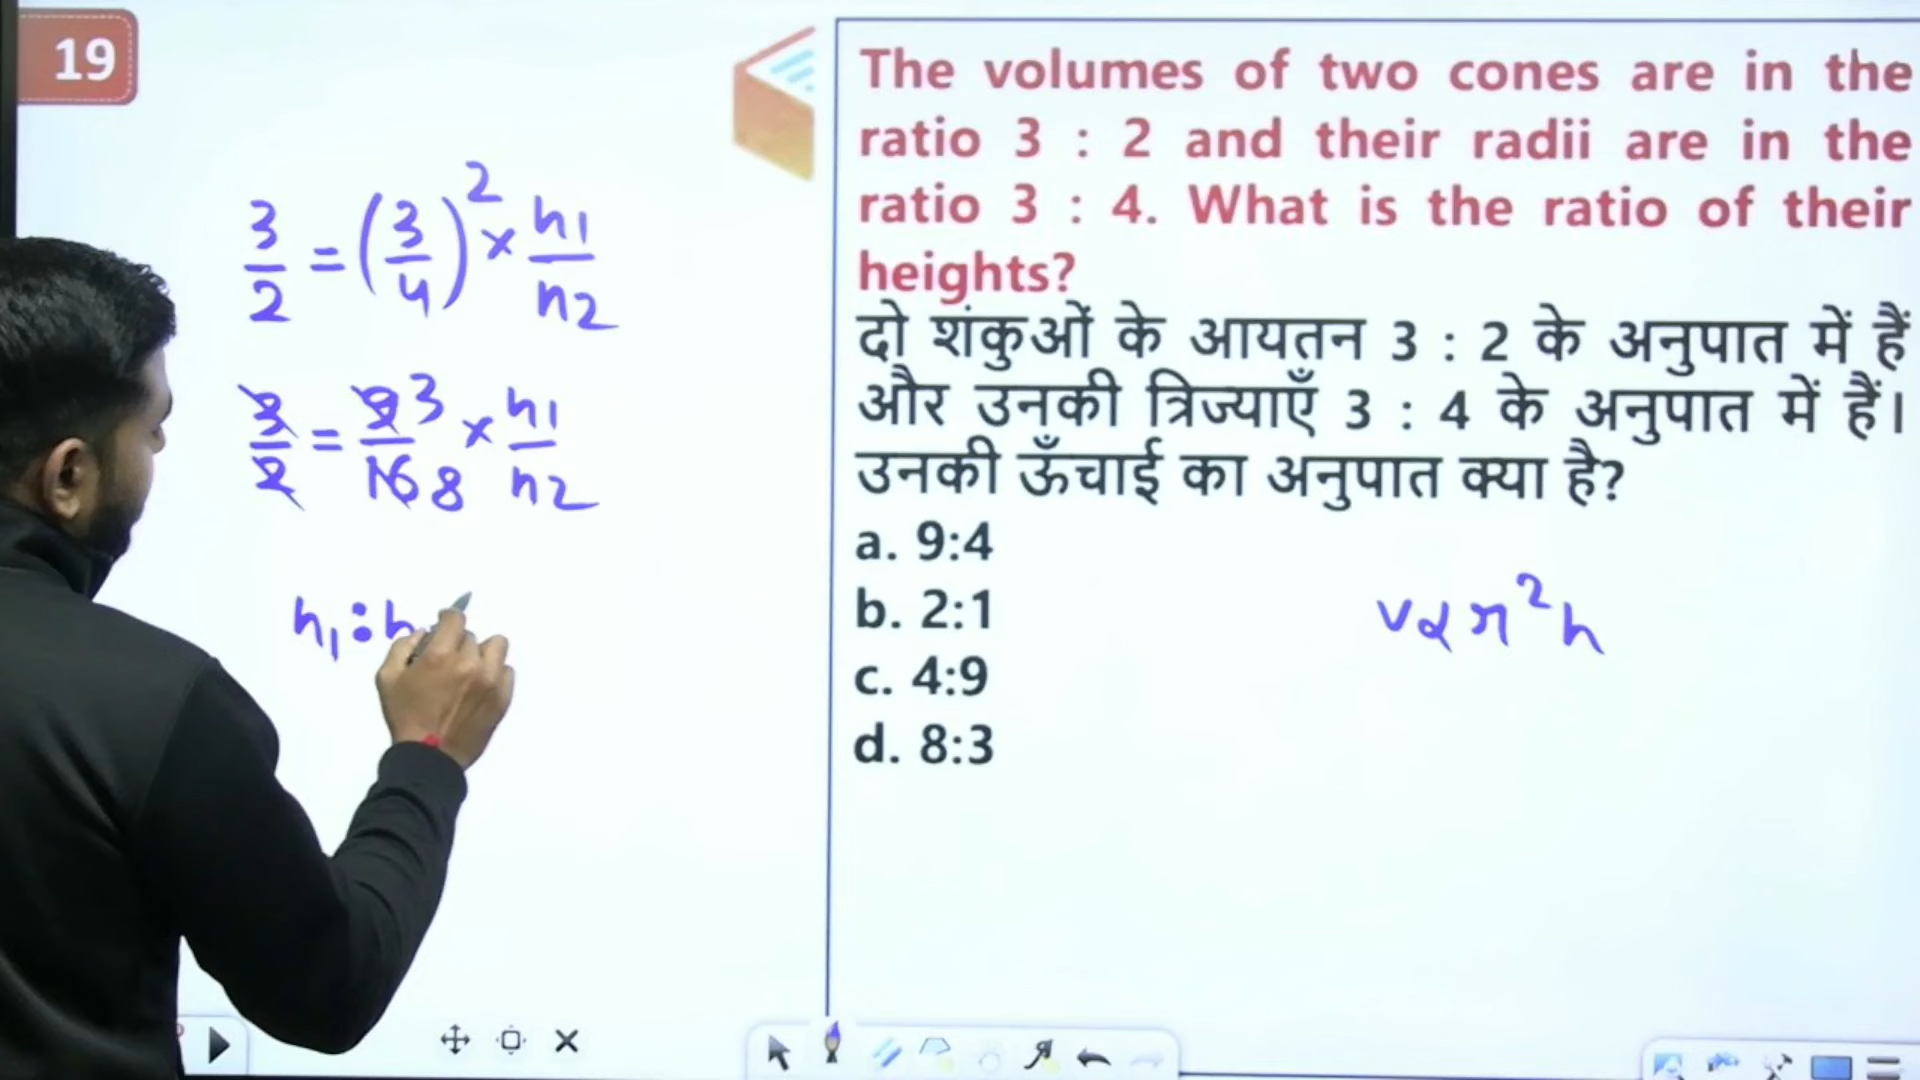 19
The volumes of two cones are in the
ratio 3 : 2 and their radii are in the
ratio 3 : 4. What is the ratio of their
heights?
दो शंकुओं के आयतन 3 : 2 के अनुपात में हैं
और उनकी त्रिज्याएँ 3 : 4 के अनुपात में हैं।
उनकी ऊँचाई का अनुपात क्या है?
a. 9:4
b. 2:1
c. 4:9
d. 8:3
V∝r²h
3/2 = (3/4)² × h1/h2
3/2 = 9/16 3/8 × h1/h2
h1 : h